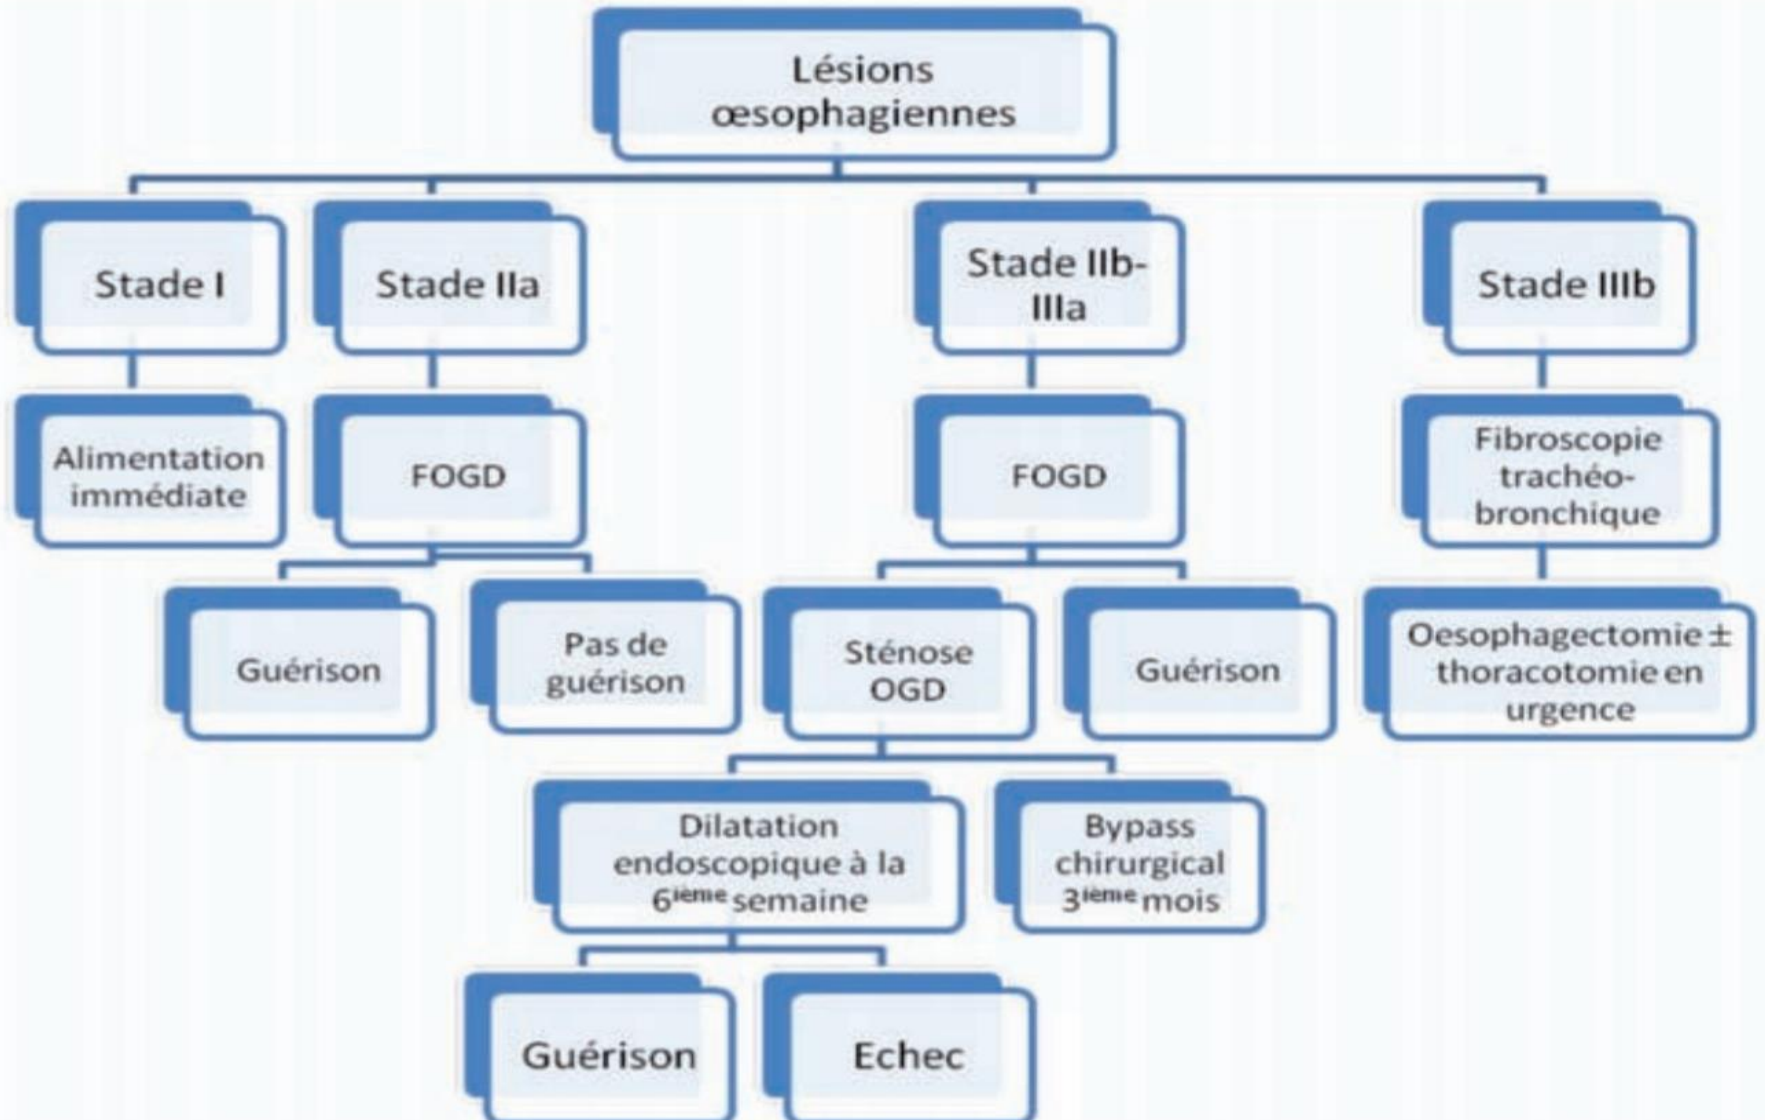 Lésions
œsophagiennes
Stade I
Stade IIa
Stade IIb-
IIIa
Stade IIIb
Alimentation
immédiate
FOGD
FOGD
Fibroscopie
trachéo-
bronchique
Guérison
Pas de
guérison
Sténose
OGD
Guérison
Oesophagectomie ±
thoracotomie en
urgence
Dilatation
endoscopique à la
6ième semaine
Bypass
chirurgical
3ième mois
Guérison
Echec